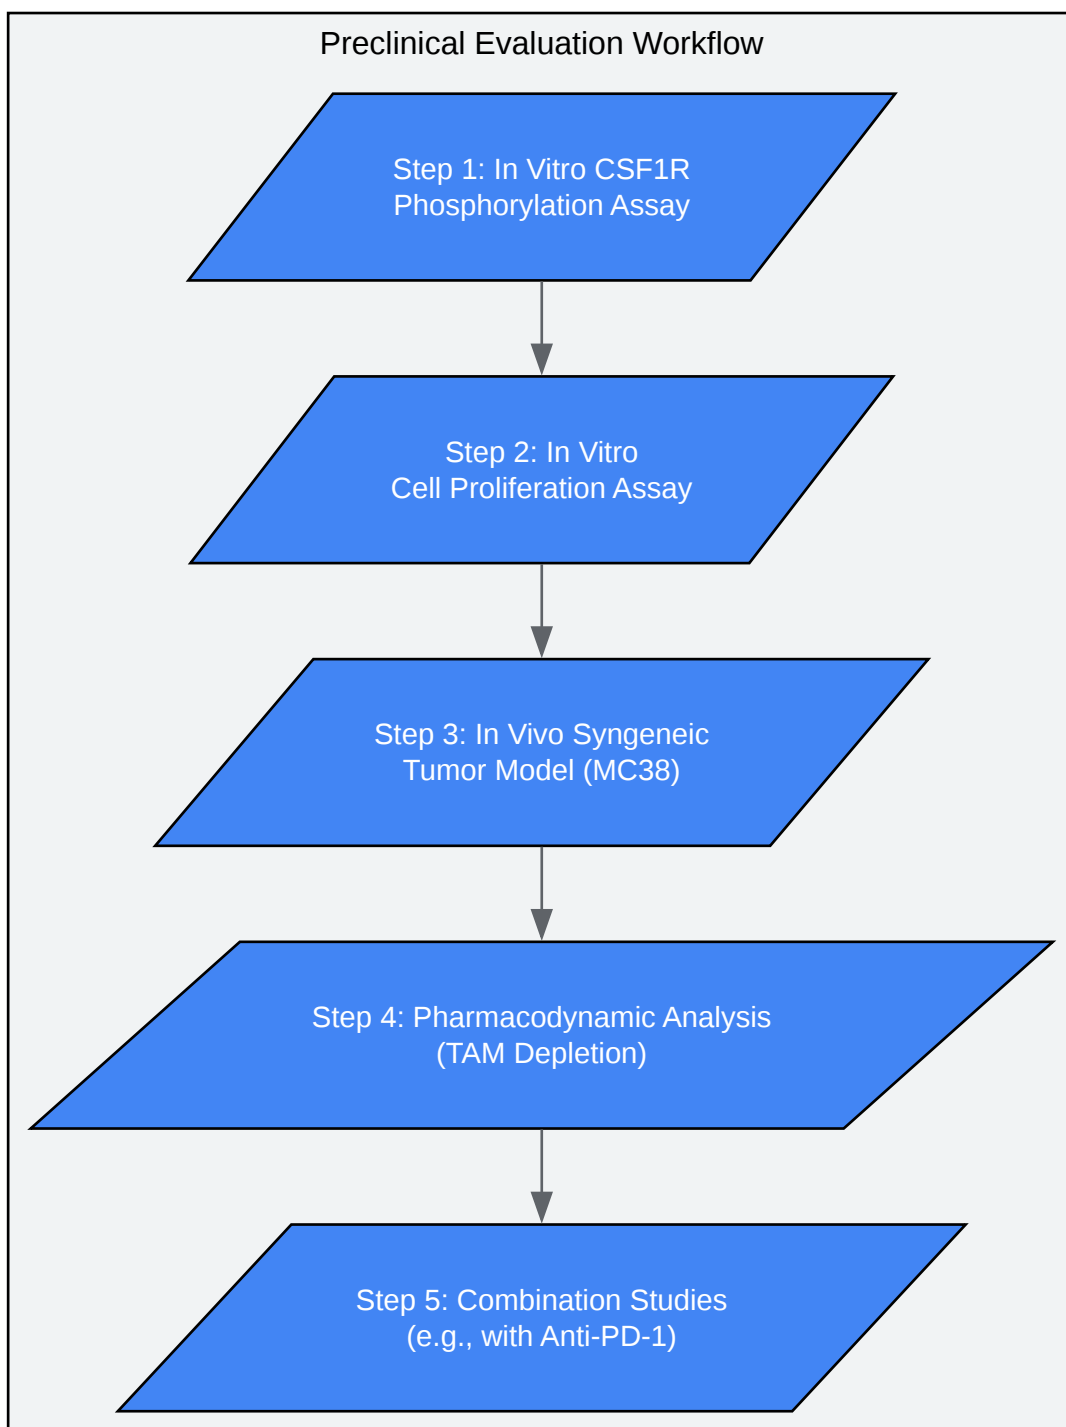 Preclinical Evaluation Workflow
Step 1: In Vitro CSF1R
Phosphorylation Assay
Step 2: In Vitro
Cell Proliferation Assay
Step 3: In Vivo Syngeneic
Tumor Model (MC38)
Step 4: Pharmacodynamic Analysis
(TAM Depletion)
Step 5: Combination Studies
(e.g., with Anti-PD-1)